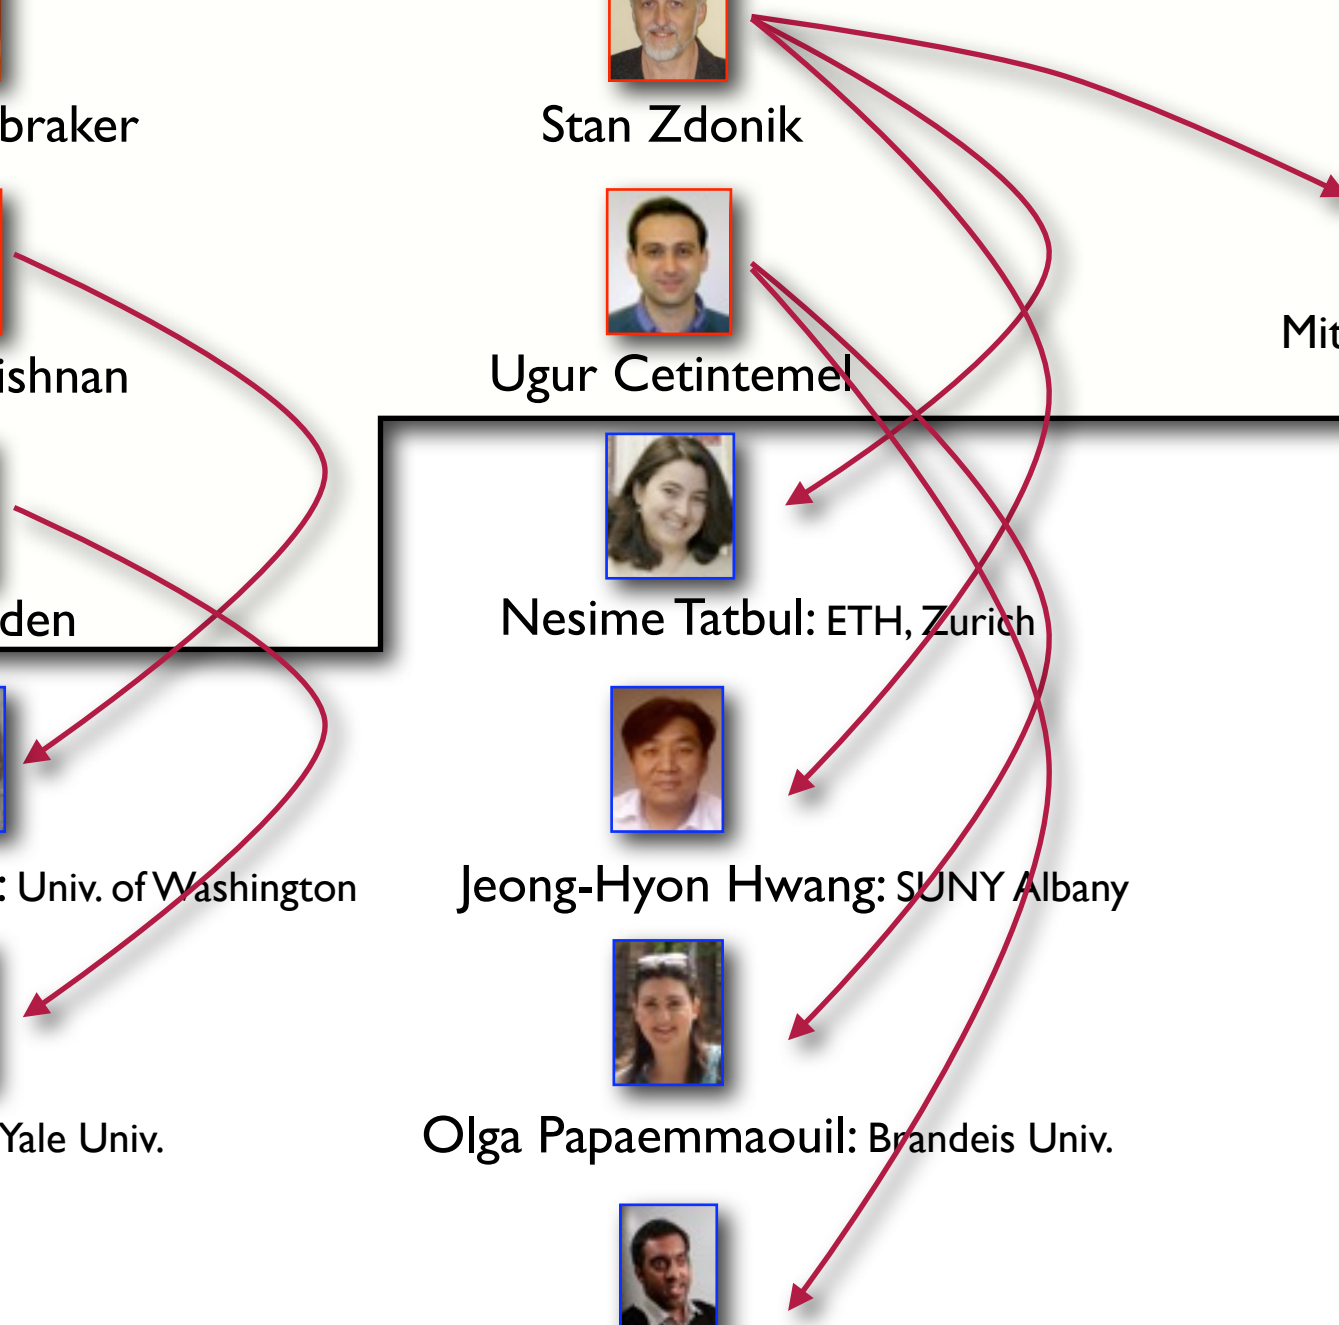 braker
Stan Zdonik
ishnan
Ugur Cetintemel
Mit
den
Nesime Tatbul: ETH, Zurich
: Univ. of Washington
Jeong-Hyon Hwang: SUNY Albany
Yale Univ.
Olga Papaemmaouil: Brandeis Univ.